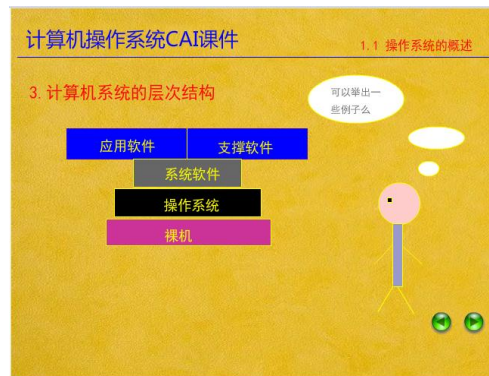 计算机操作系统CAI课件
1.1 操作系统的概述
3.计算机系统的层次结构
可以举出一
些例子么
应用软件 支撑软件
系统软件
操作系统
裸机